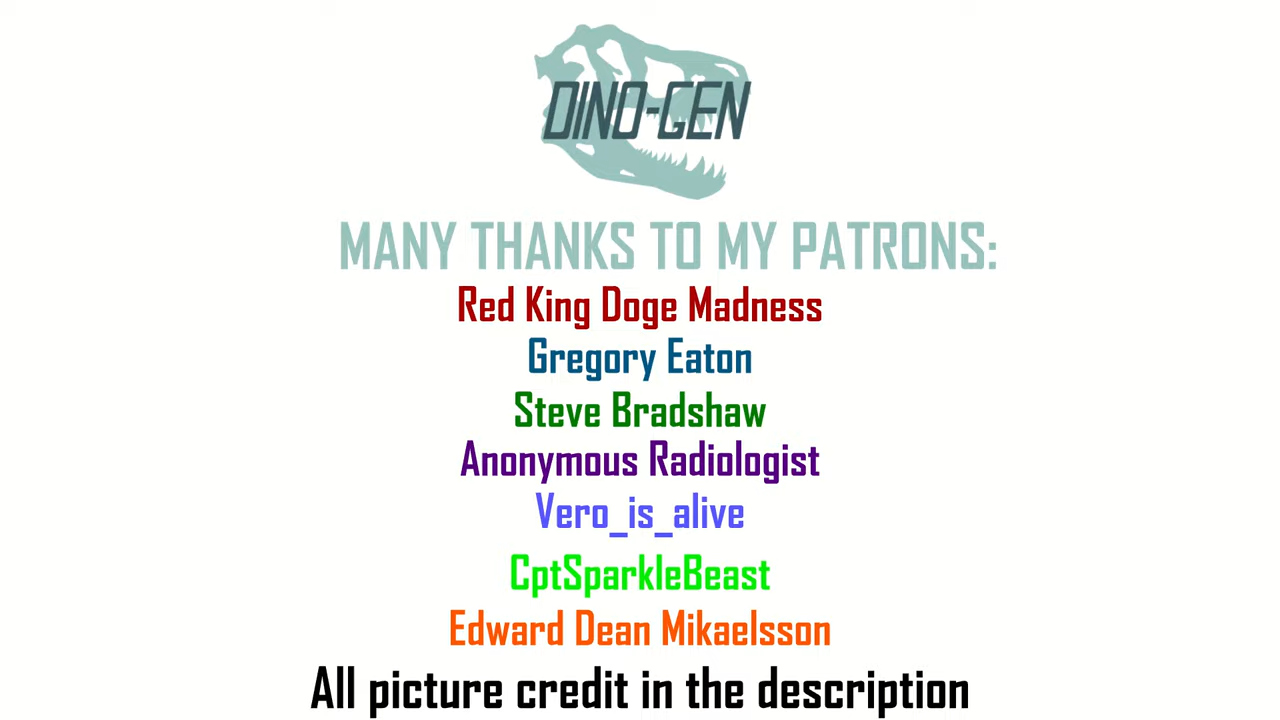 DINO-GEN
MANY THANKS TO MY PATRONS:
Red King Doge Madness
Gregory Eaton
Steve Bradshaw
Anonymous Radiologist
Vero_is_alive
CptSparkleBeast
Edward Dean Mikaelsson
All picture credit in the description